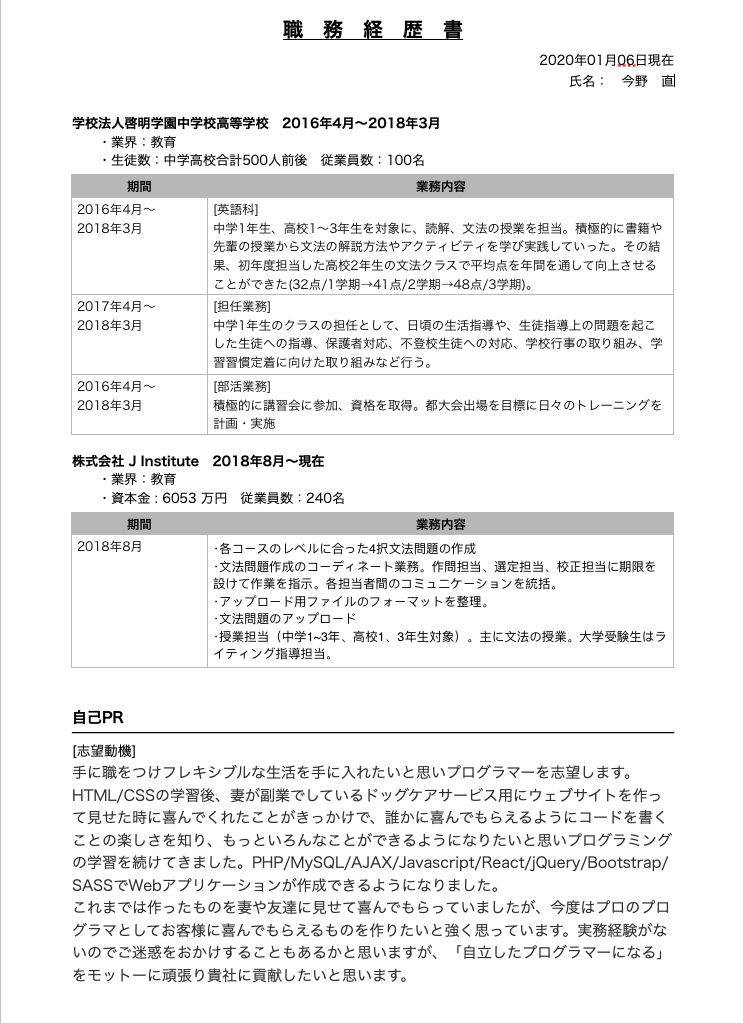 職　務　経　歴　書
2020年01月06日現在
氏名：　今野　直
学校法人啓明学園中学校高等学校　2016年4月〜2018年3月
・業界：教育
・生徒数：中学高校合計500人前後　従業員数：100名
期間　業務内容
2016年4月〜　[英語科]
2018年3月　中学1年生、高校1〜3年生を対象に、読解、文法の授業を担当。積極的に書籍や
先輩の授業から文法の解説方法やアクティビティを学び実践していった。その結
果、初年度担当した高校2年生の文法クラスで平均点を年間を通して向上させる
ことができた(32点/1学期→41点/2学期→48点/3学期)。
2017年4月〜　[担任業務]
2018年3月　中学1年生のクラスの担任として、日頃の生活指導や、生徒指導上の問題を起こ
した生徒への指導、保護者対応、不登校生徒への対応、学校行事の取り組み、学
習習慣定着に向けた取り組みなど行う。
2016年4月〜　[部活業務]
2018年3月　積極的に講習会に参加、資格を取得。都大会出場を目標に日々のトレーニングを
計画・実施
株式会社 J Institute　2018年8月〜現在
・業界：教育
・資本金：6053 万円　従業員数：240名
期間　業務内容
2018年8月　･各コースのレベルに合った4択文法問題の作成
･文法問題作成のコーディネート業務。作問担当、選定担当、校正担当に期限を
設けて作業を指示。各担当者間のコミュニケーションを統括。
･アップロード用ファイルのフォーマットを整理。
･文法問題のアップロード
･授業担当（中学1~3年、高校1、3年生対象）。主に文法の授業。大学受験生はラ
イティング指導担当。
自己PR
[志望動機]
手に職をつけフレキシブルな生活を手に入れたいと思いプログラマーを志望します。
HTML/CSSの学習後、妻が副業でしているドッグケアサービス用にウェブサイトを作っ
て見せた時に喜んでくれたことがきっかけで、誰かに喜んでもらえるようにコードを書く
ことの楽しさを知り、もっといろんなことができるようになりたいと思いプログラミング
の学習を続けてきました。PHP/MySQL/AJAX/Javascript/React/jQuery/Bootstrap/
SASSでWebアプリケーションが作成できるようになりました。
これまでは作ったものを妻や友達に見せて喜んでもらっていましたが、今度はプロのプロ
グラマとしてお客様に喜んでもらえるものを作りたいと強く思っています。実務経験がな
いのでご迷惑をおかけすることもあるかと思いますが、「自立したプログラマーになる」
をモットーに頑張り貴社に貢献したいと思います。